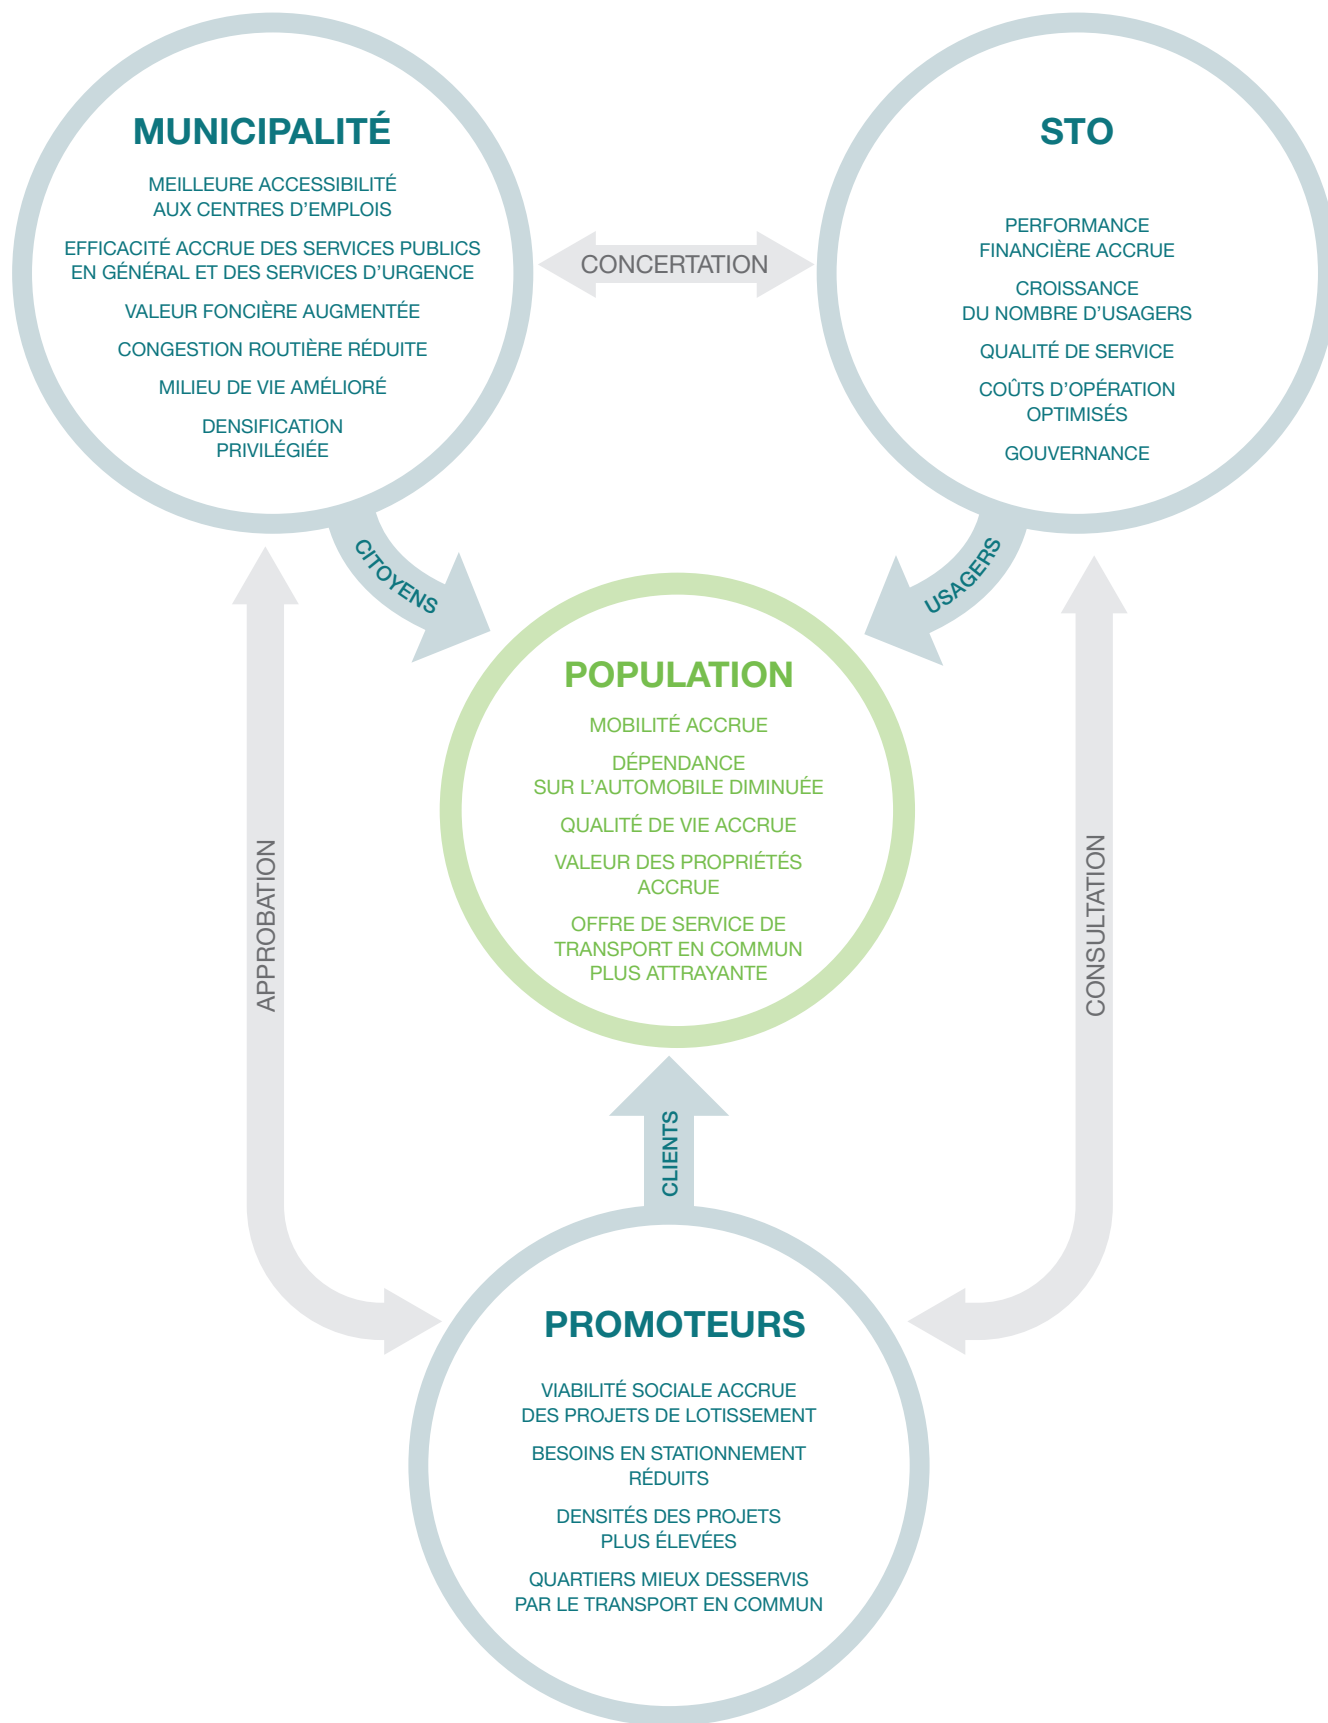 MUNICIPALITÉ
MEILLEURE ACCESSIBILITÉ
AUX CENTRES D'EMPLOIS
EFFICACITÉ ACCRUE DES SERVICES PUBLICS
EN GÉNÉRAL ET DES SERVICES D'URGENCE
VALEUR FONCIÈRE AUGMENTÉE
CONGESTION ROUTIÈRE RÉDUITE
MILIEU DE VIE AMÉLIORÉ
DENSIFICATION
PRIVILÉGIÉE
CONCERTATION
STO
PERFORMANCE
FINANCIÈRE ACCRUE
CROISSANCE
DU NOMBRE D'USAGERS
QUALITÉ DE SERVICE
COÛTS D'OPÉRATION
OPTIMISÉS
GOUVERNANCE
CITOYENS
USAGERS
POPULATION
MOBILITÉ ACCRUE
DÉPENDANCE
SUR L'AUTOMOBILE DIMINUÉE
QUALITÉ DE VIE ACCRUE
VALEUR DES PROPRIÉTÉS
ACCRUE
OFFRE DE SERVICE DE
TRANSPORT EN COMMUN
PLUS ATTRAYANTE
APPROBATION
CONSULTATION
CLIENTS
PROMOTEURS
VIABILITÉ SOCIALE ACCRUE
DES PROJETS DE LOTISSEMENT
BESOINS EN STATIONNEMENT
RÉDUITS
DENSITÉS DES PROJETS
PLUS ÉLEVÉES
QUARTIERS MIEUX DESSERVIS
PAR LE TRANSPORT EN COMMUN